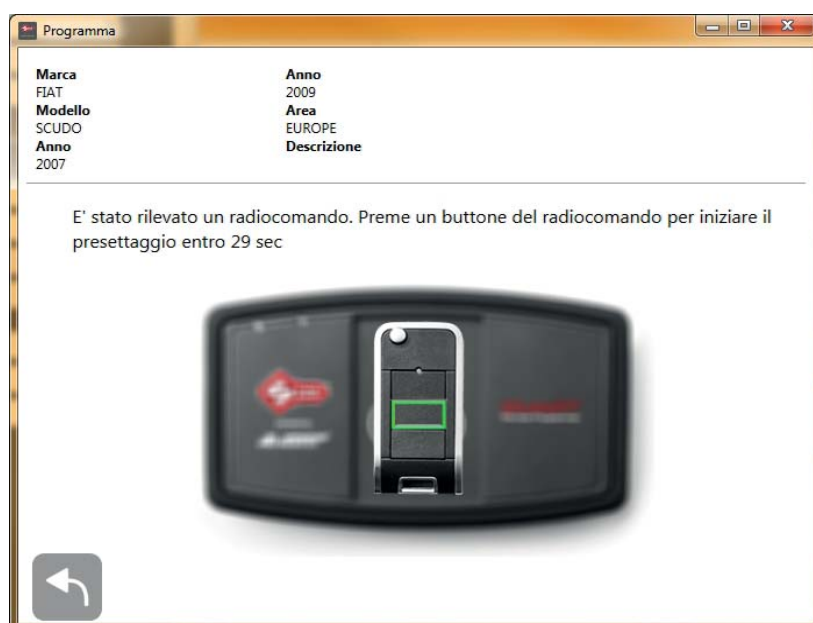 Programma
Marca
FIAT
Modello
SCUDO
Anno
2007
Anno
2009
Area
EUROPE
Descrizione
E' stato rilevato un radiocomando. Preme un buttone del radiocomando per iniziare il
presettaggio entro 29 sec